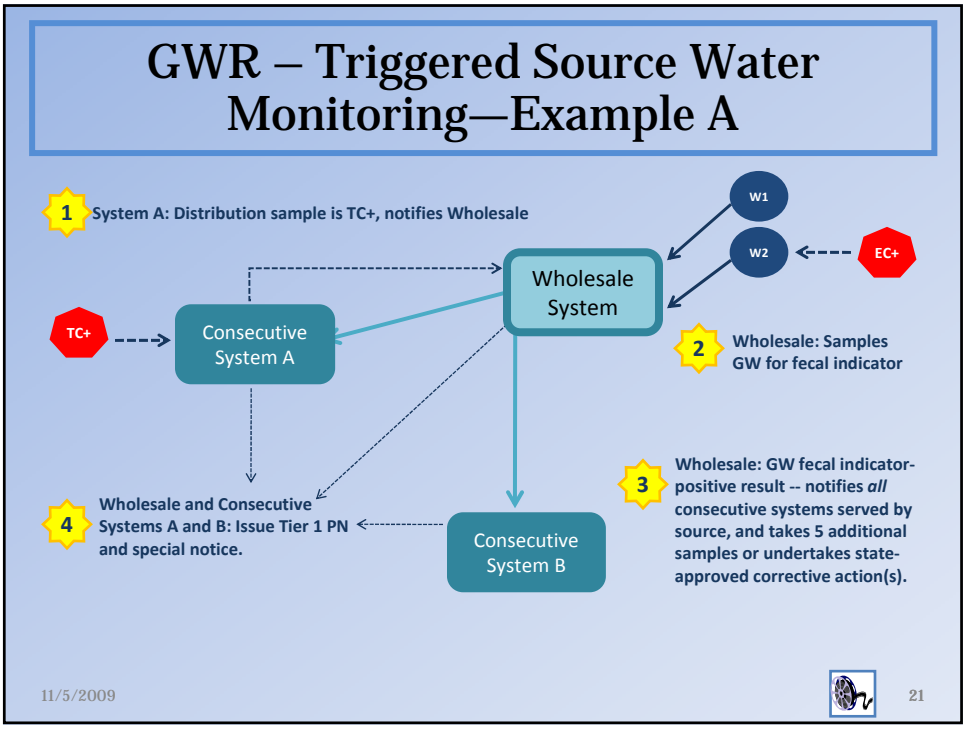 GWR – Triggered Source Water
Monitoring—Example A
1
System A: Distribution sample is TC+, notifies Wholesale
W1
W2
EC+
Wholesale
System
TC+
Consecutive
System A
2
Wholesale: Samples
GW for fecal indicator
3
Wholesale: GW fecal indicator-
positive result -- notifies all
consecutive systems served by
source, and takes 5 additional
samples or undertakes state-
approved corrective action(s).
4
Wholesale and Consecutive
Systems A and B: Issue Tier 1 PN
and special notice.
Consecutive
System B
11/5/2009
21